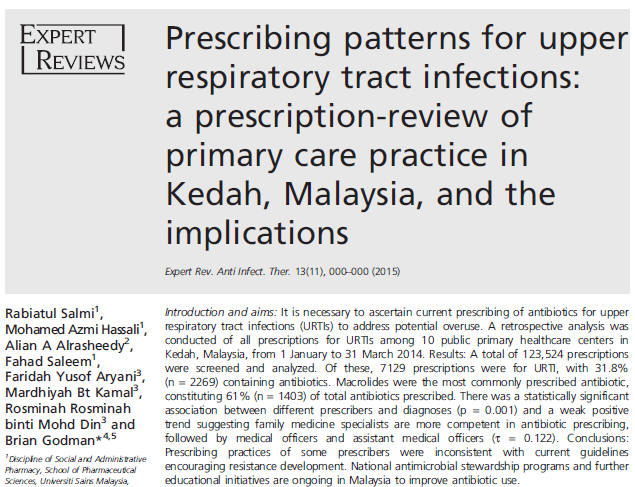 EXPERT
REVIEWS
Prescribing patterns for upper
respiratory tract infections:
a prescription-review of
primary care practice in
Kedah, Malaysia, and the
implications
Expert Rev. Anti Infect. Ther. 13(11), 000–000 (2015)
Rabiatul Salmi1,
Mohamed Azmi Hassali1,
Alian A Alrasheedy2,
Fahad Saleem1,
Faridah Yusof Aryani3,
Mardhiyah Bt Kamal3,
Rosminah Rosminah
binti Mohd Din3 and
Brian Godman*4,5
1Discipline of Social and Administrative
Pharmacy, School of Pharmaceutical
Sciences, Universiti Sains Malaysia,
Introduction and aims: It is necessary to ascertain current prescribing of antibiotics for upper
respiratory tract infections (URTIs) to address potential overuse. A retrospective analysis was
conducted of all prescriptions for URTIs among 10 public primary healthcare centers in
Kedah, Malaysia, from 1 January to 31 March 2014. Results: A total of 123,524 prescriptions
were screened and analyzed. Of these, 7129 prescriptions were for URTI, with 31.8%
(n = 2269) containing antibiotics. Macrolides were the most commonly prescribed antibiotic,
constituting 61% (n = 1403) of total antibiotics prescribed. There was a statistically significant
association between different prescribers and diagnoses (p = 0.001) and a weak positive
trend suggesting family medicine specialists are more competent in antibiotic prescribing,
followed by medical officers and assistant medical officers (τ = 0.122). Conclusions:
Prescribing practices of some prescribers were inconsistent with current guidelines
encouraging resistance development. National antimicrobial stewardship programs and further
educational initiatives are ongoing in Malaysia to improve antibiotic use.